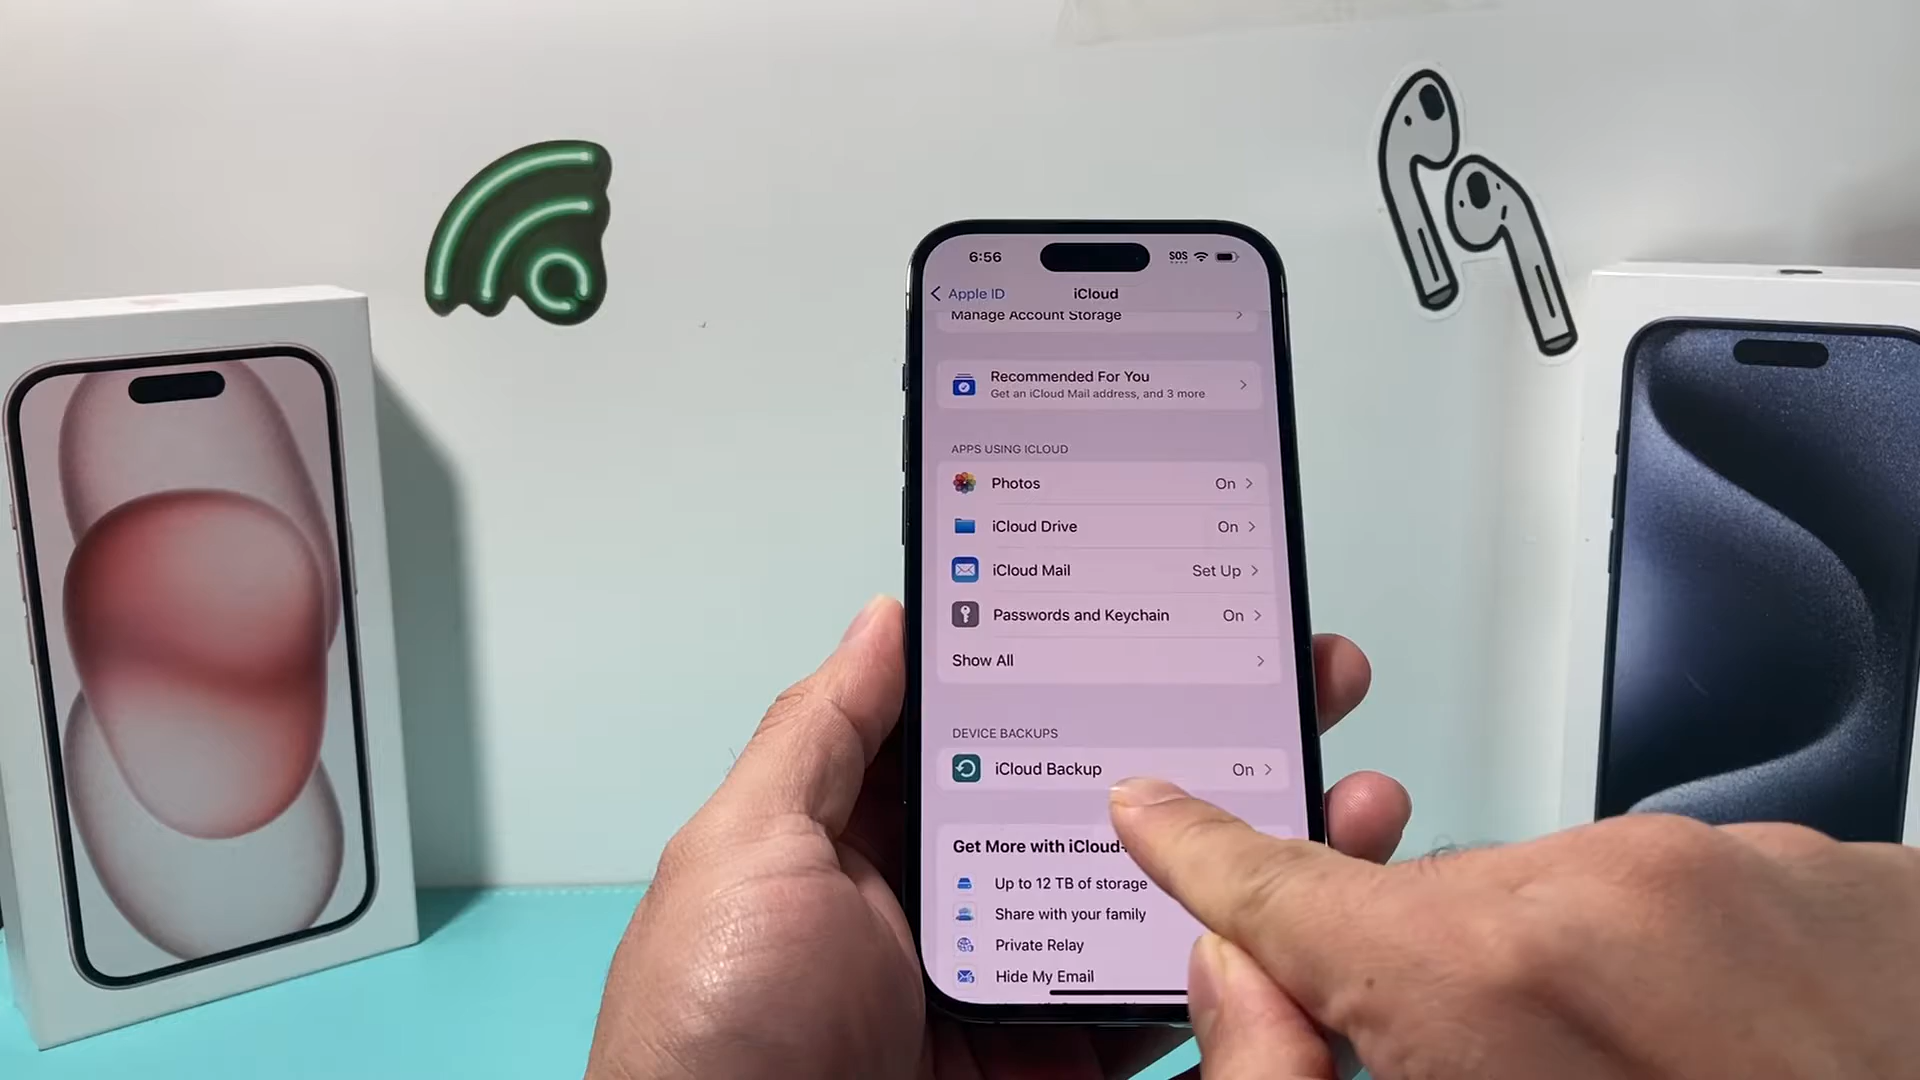 6:56
SOS
Apple ID
iCloud
Manage Account Storage
Recommended For You
Get an iCloud Mail address, and 3 more
APPS USING ICLOUD
Photos On
iCloud Drive On
iCloud Mail Set Up
Passwords and Keychain On
Show All
DEVICE BACKUPS
iCloud Backup On
Get More with iCloud+
Up to 12 TB of storage
Share with your family
Private Relay
Hide My Email